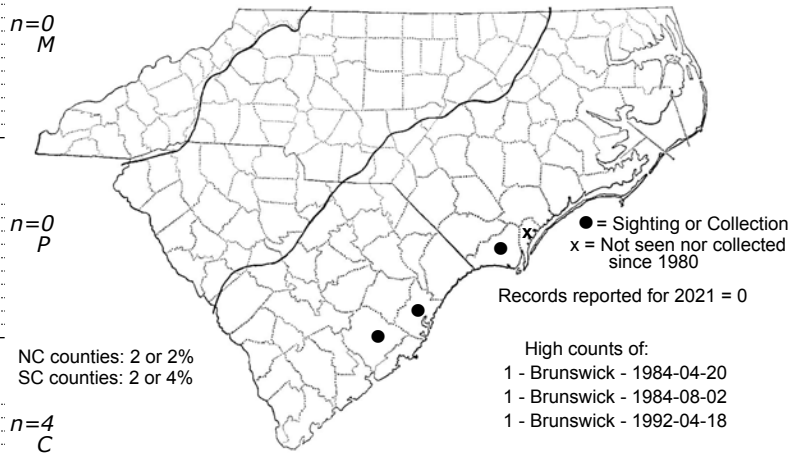 n=0
M
n=0
P
n=4
C
x
● = Sighting or Collection
x = Not seen nor collected
since 1980
Records reported for 2021 = 0
NC counties: 2 or 2%
SC counties: 2 or 4%
High counts of:
1 - Brunswick - 1984-04-20
1 - Brunswick - 1984-08-02
1 - Brunswick - 1992-04-18